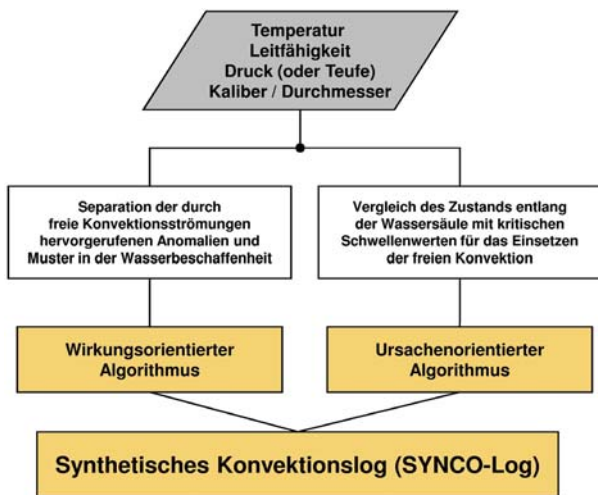 Temperatur
Leitfähigkeit
Druck (oder Teufe)
Kaliber / Durchmesser
Separation der durch
freie Konvektionsströmungen
hervorgerufenen Anomalien und
Muster in der Wasserbeschaffenheit
Vergleich des Zustands entlang
der Wassersäule mit kritischen
Schwellenwerten für das Einsetzen
der freien Konvektion
Wirkungsorientierter
Algorithmus
Ursachenorientierter
Algorithmus
Synthetisches Konvektionslog (SYNCO-Log)